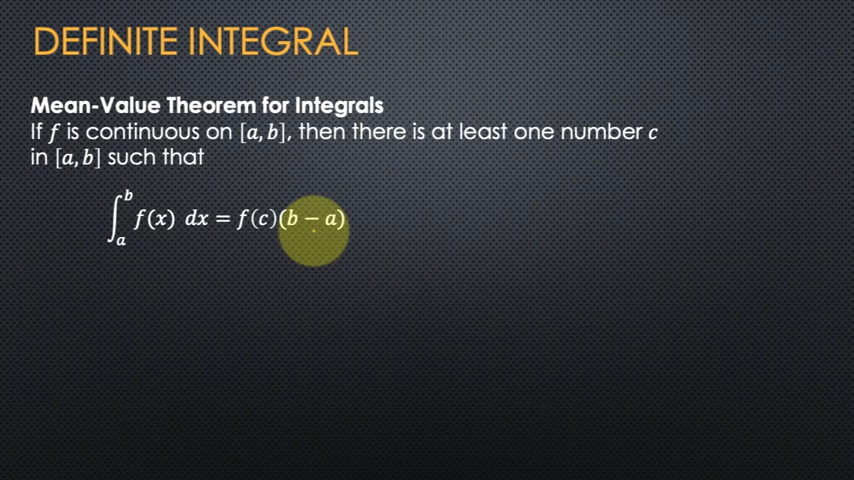 DEFINITE INTEGRAL
Mean-Value Theorem for Integrals
If f is continuous on [a, b], then there is at least one number c
in [a, b] such that
∫_a^b f(x) dx = f(c)(b − a)